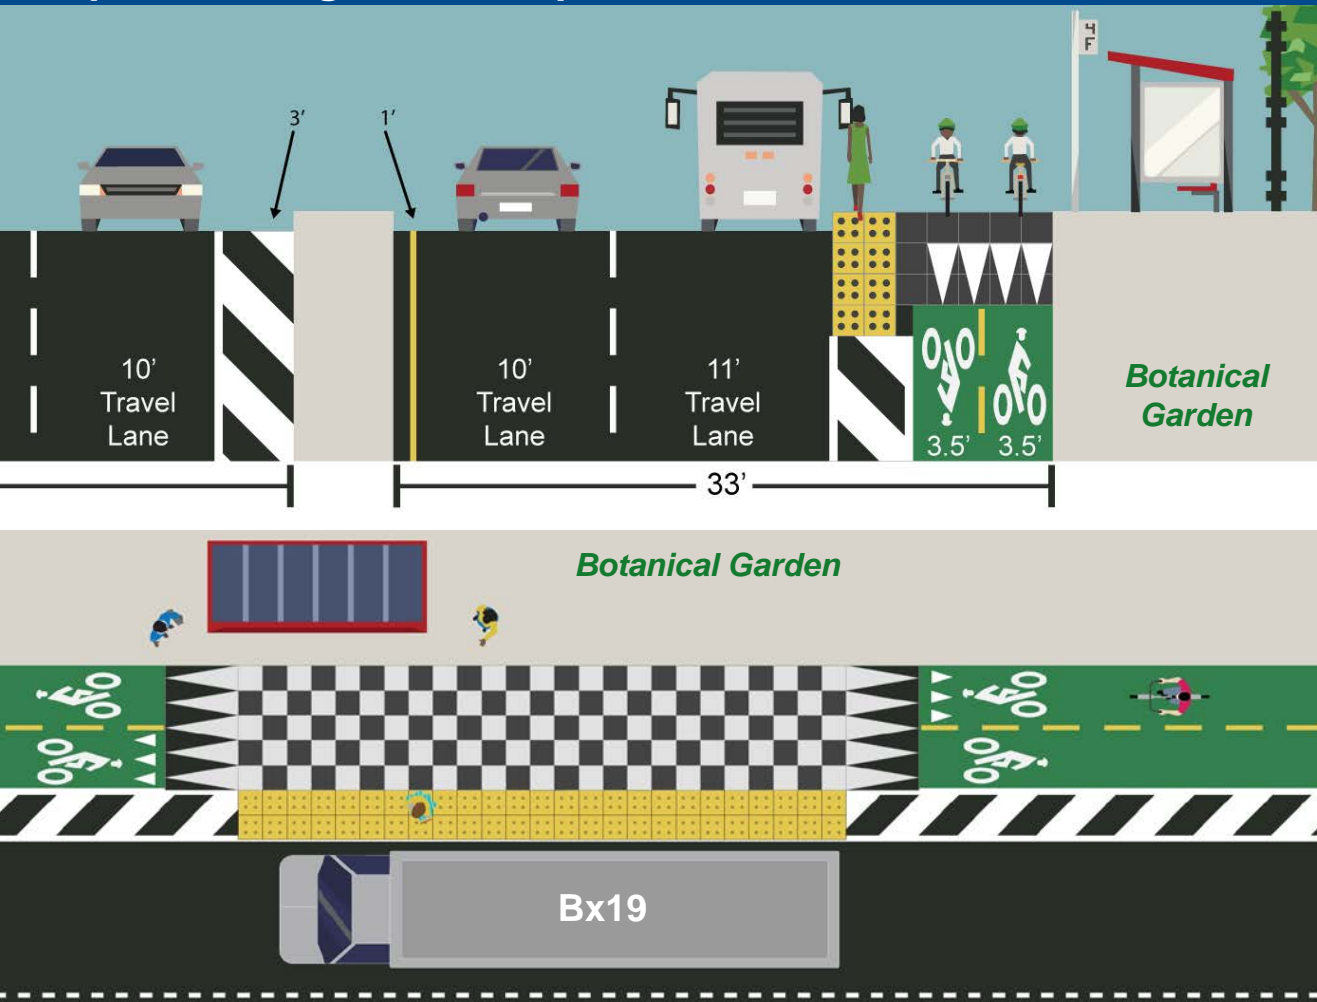 4
F
3’
1’
10’
Travel
Lane
10’
Travel
Lane
11’
Travel
Lane
3.5’ 3.5’
Botanical
Garden
33’
Botanical Garden
Bx19